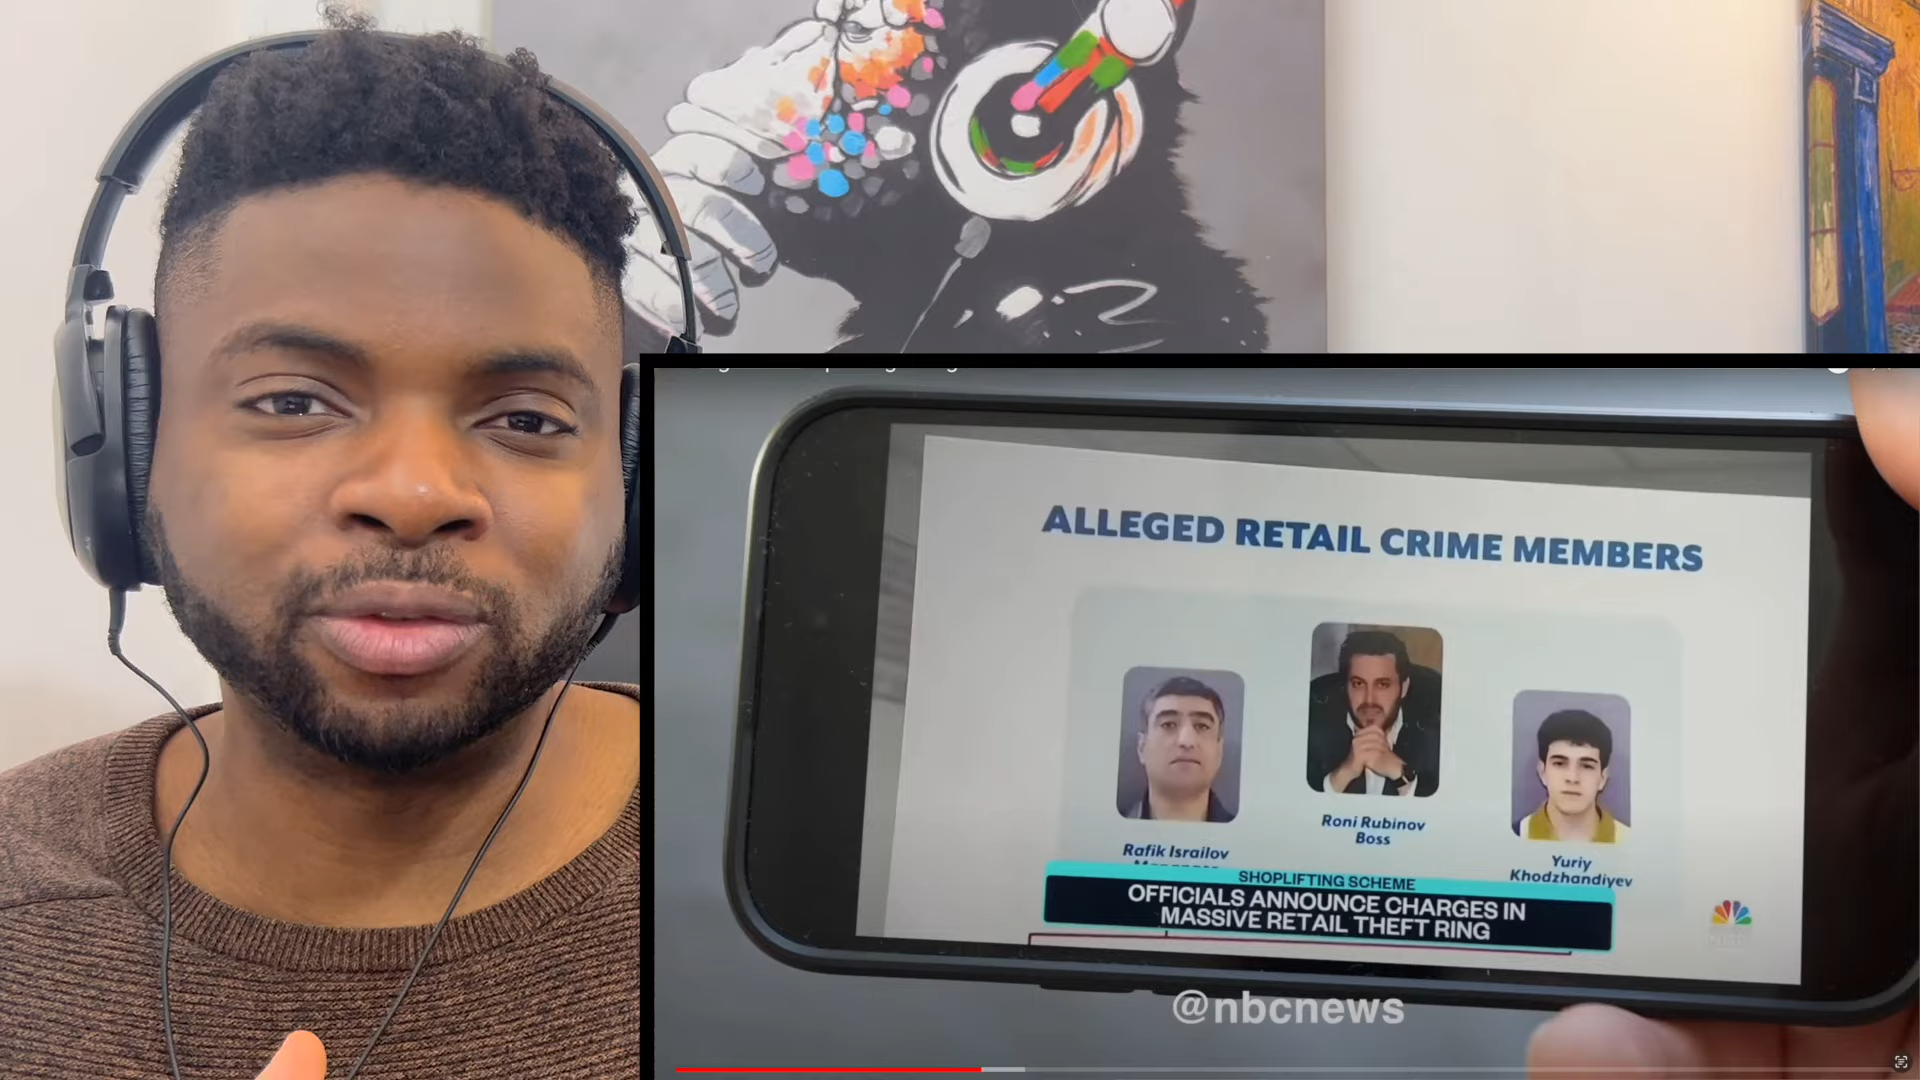 ALLEGED RETAIL CRIME MEMBERS
Roni Rubinov
Boss
Rafik Israilov
Yuriy
Khodzhandiyev
SHOPLIFTING SCHEME
OFFICIALS ANNOUNCE CHARGES IN
MASSIVE RETAIL THEFT RING
@nbcnews